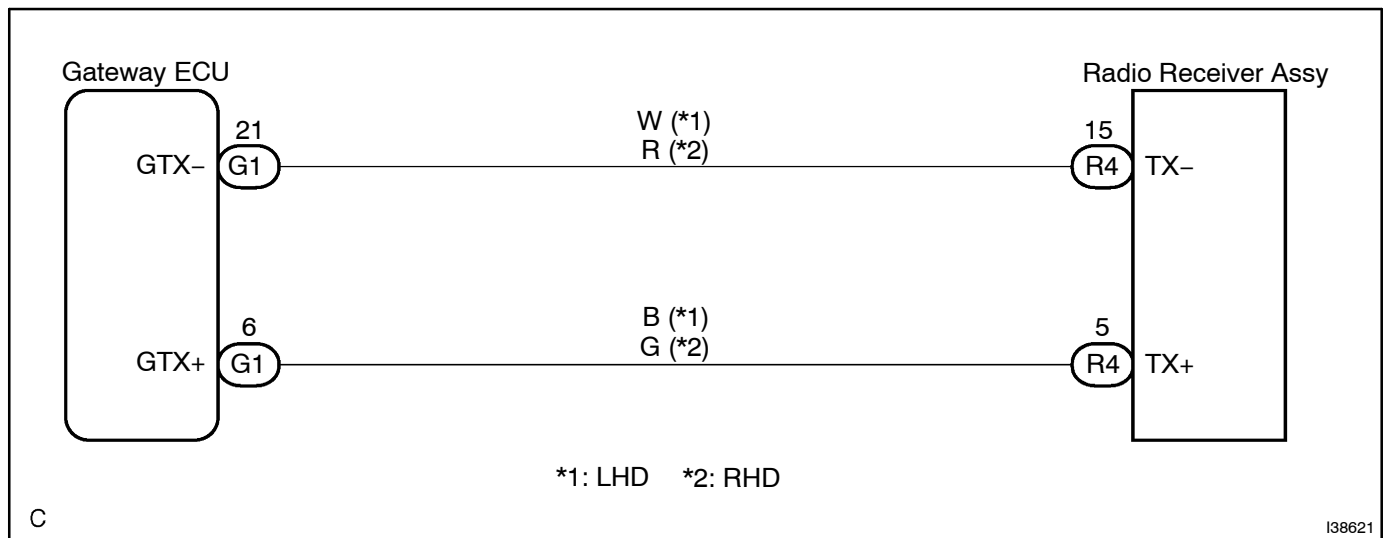 Gateway ECU
Radio Receiver Assy
W (*1)
21
15
R (*2)
GTX−
G1
R4
TX−
B (*1)
6
5
G (*2)
GTX+
G1
R4
TX+
*1: LHD *2: RHD
C
I38621